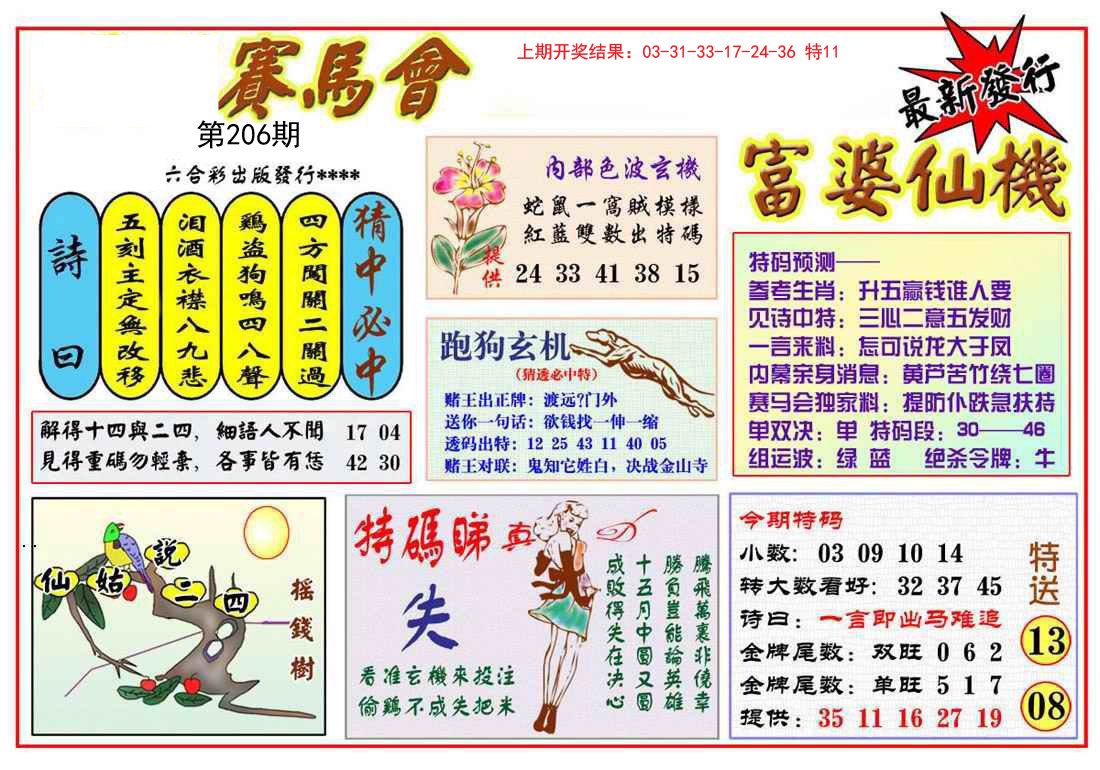 上期开奖结果：03-31-33-17-24-36 特11
賽馬會
第206期
六合彩出版發行****
最新發行
富婆仙機
詩曰
五刻主定無改移
泪酒衣襟八九悲
鷄盗狗鳴四八聲
四方聞關二關過
猜中必中
解得十四與二四，細語人不聞 17 04
見得重碼勿輕棄，各事皆有恁 42 30
内部色波玄機
蛇鼠一窩賊模樣
紅藍雙數出特碼
提供
24 33 41 38 15
跑狗玄机
（猜透必中特）
赌王出正牌：渡远?门外
送你一句话：欲钱找一伸一缩
透码出特：12 25 43 11 40 05
赌王对联：鬼知它姓白，决战金山寺
特码预测——
参考生肖：升五赢钱谁人要
见诗中特：三心二意五发财
一言来料：怎可说龙大于凤
内幕亲身消息：黄芦苦竹绕七圈
赛马会独家料：提防仆跌急扶持
单双决：单 特码段：30——46
组运波：绿 蓝 绝杀令牌：牛
仙姑説二四
摇錢樹
特碼睇真
失
看准玄機來投注
偷鷄不成失把米
騰飛萬裏非僥幸
勝負豈能論英雄
十五月中圆又圆
成败得失在决心
今期特码
小数：03 09 10 14
转大数看好：32 37 45
诗曰：一言即出马难追
金牌尾数：双旺 0 6 2
金牌尾数：单旺 5 1 7
提供：35 11 16 27 19
特送
13
08